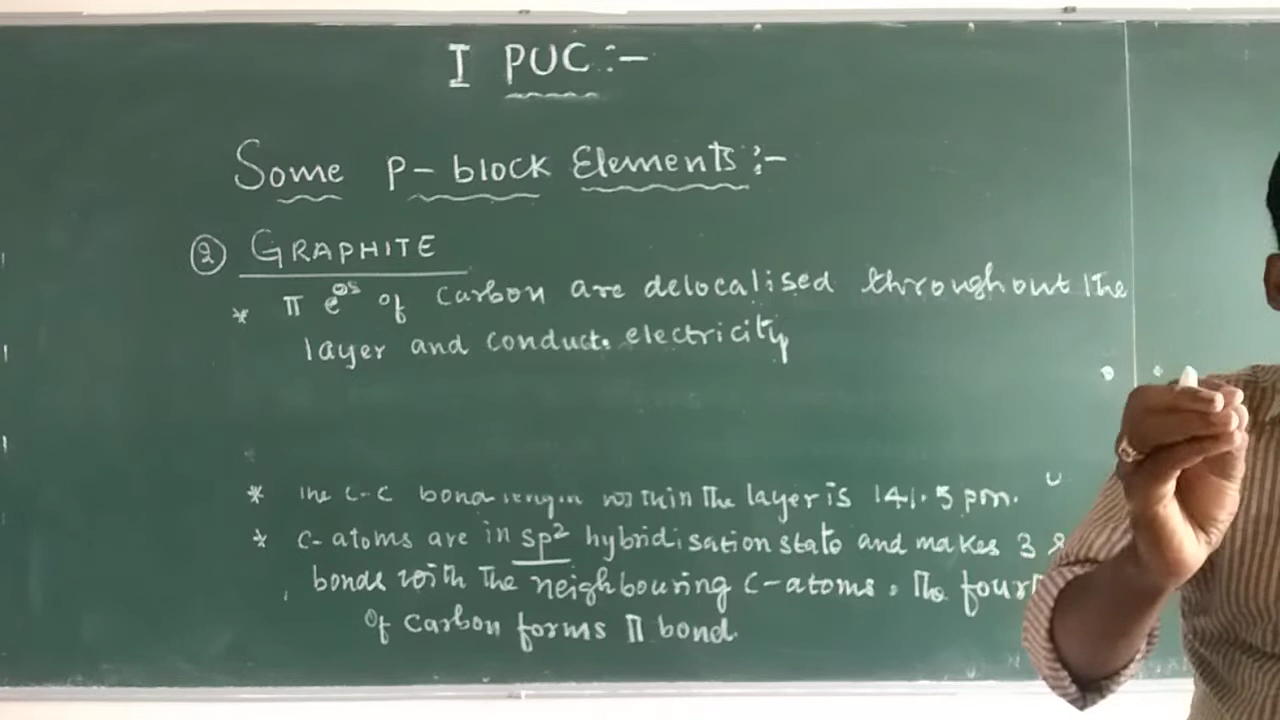 I PUC :-
Some P-block Elements :-
② GRAPHITE
* π e⁰ˢ of carbon are delocalised throughout the
layer and conduct. electricity
* The C-C bond length within The layer is 141.5 pm.
* C-atoms are in sp² hybridisation state and makes 3
bonds with The neighbouring C-atoms. The
of carbon forms π bond.